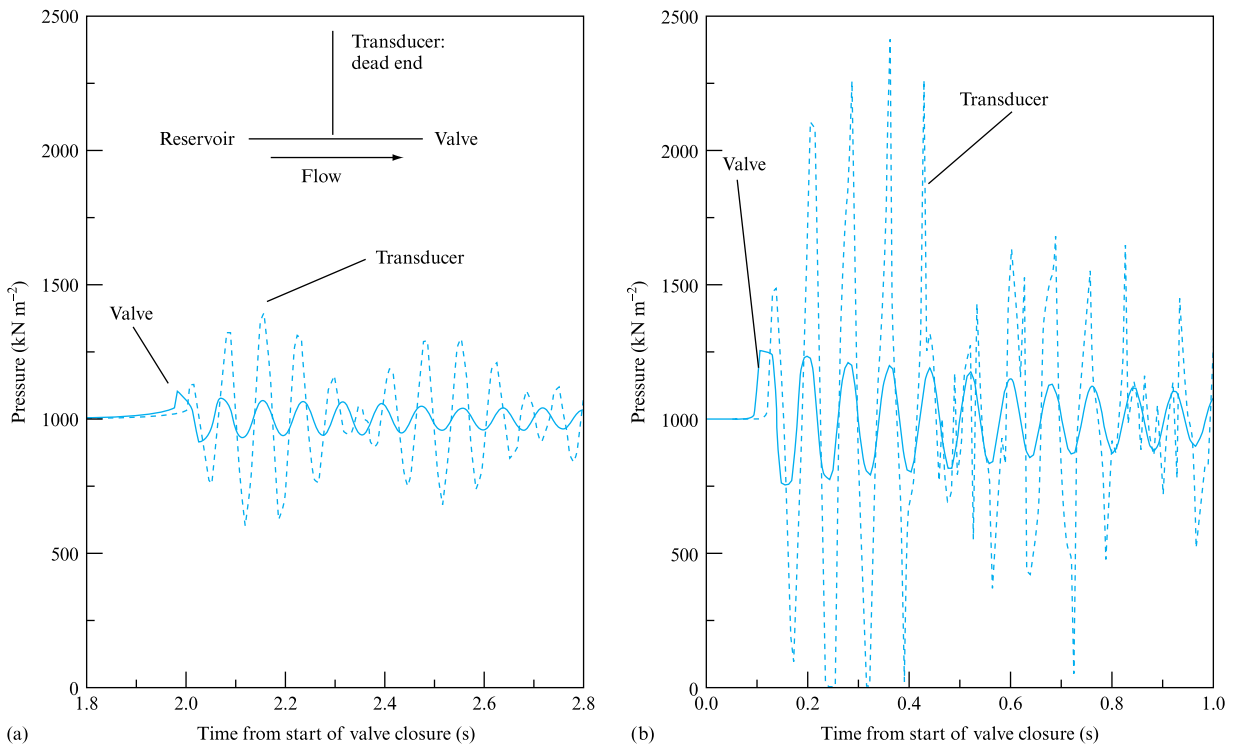 2500
2000
1500
1000
500
0
Pressure (kN m−2)
Transducer:
dead end
Reservoir
Valve
Flow
Transducer
Valve
1.8
2.0
2.2
2.4
2.6
2.8
(a)
Time from start of valve closure (s)
2500
2000
1500
1000
500
0
Pressure (kN m−2)
Transducer
Valve
0.0
0.2
0.4
0.6
0.8
1.0
(b)
Time from start of valve closure (s)